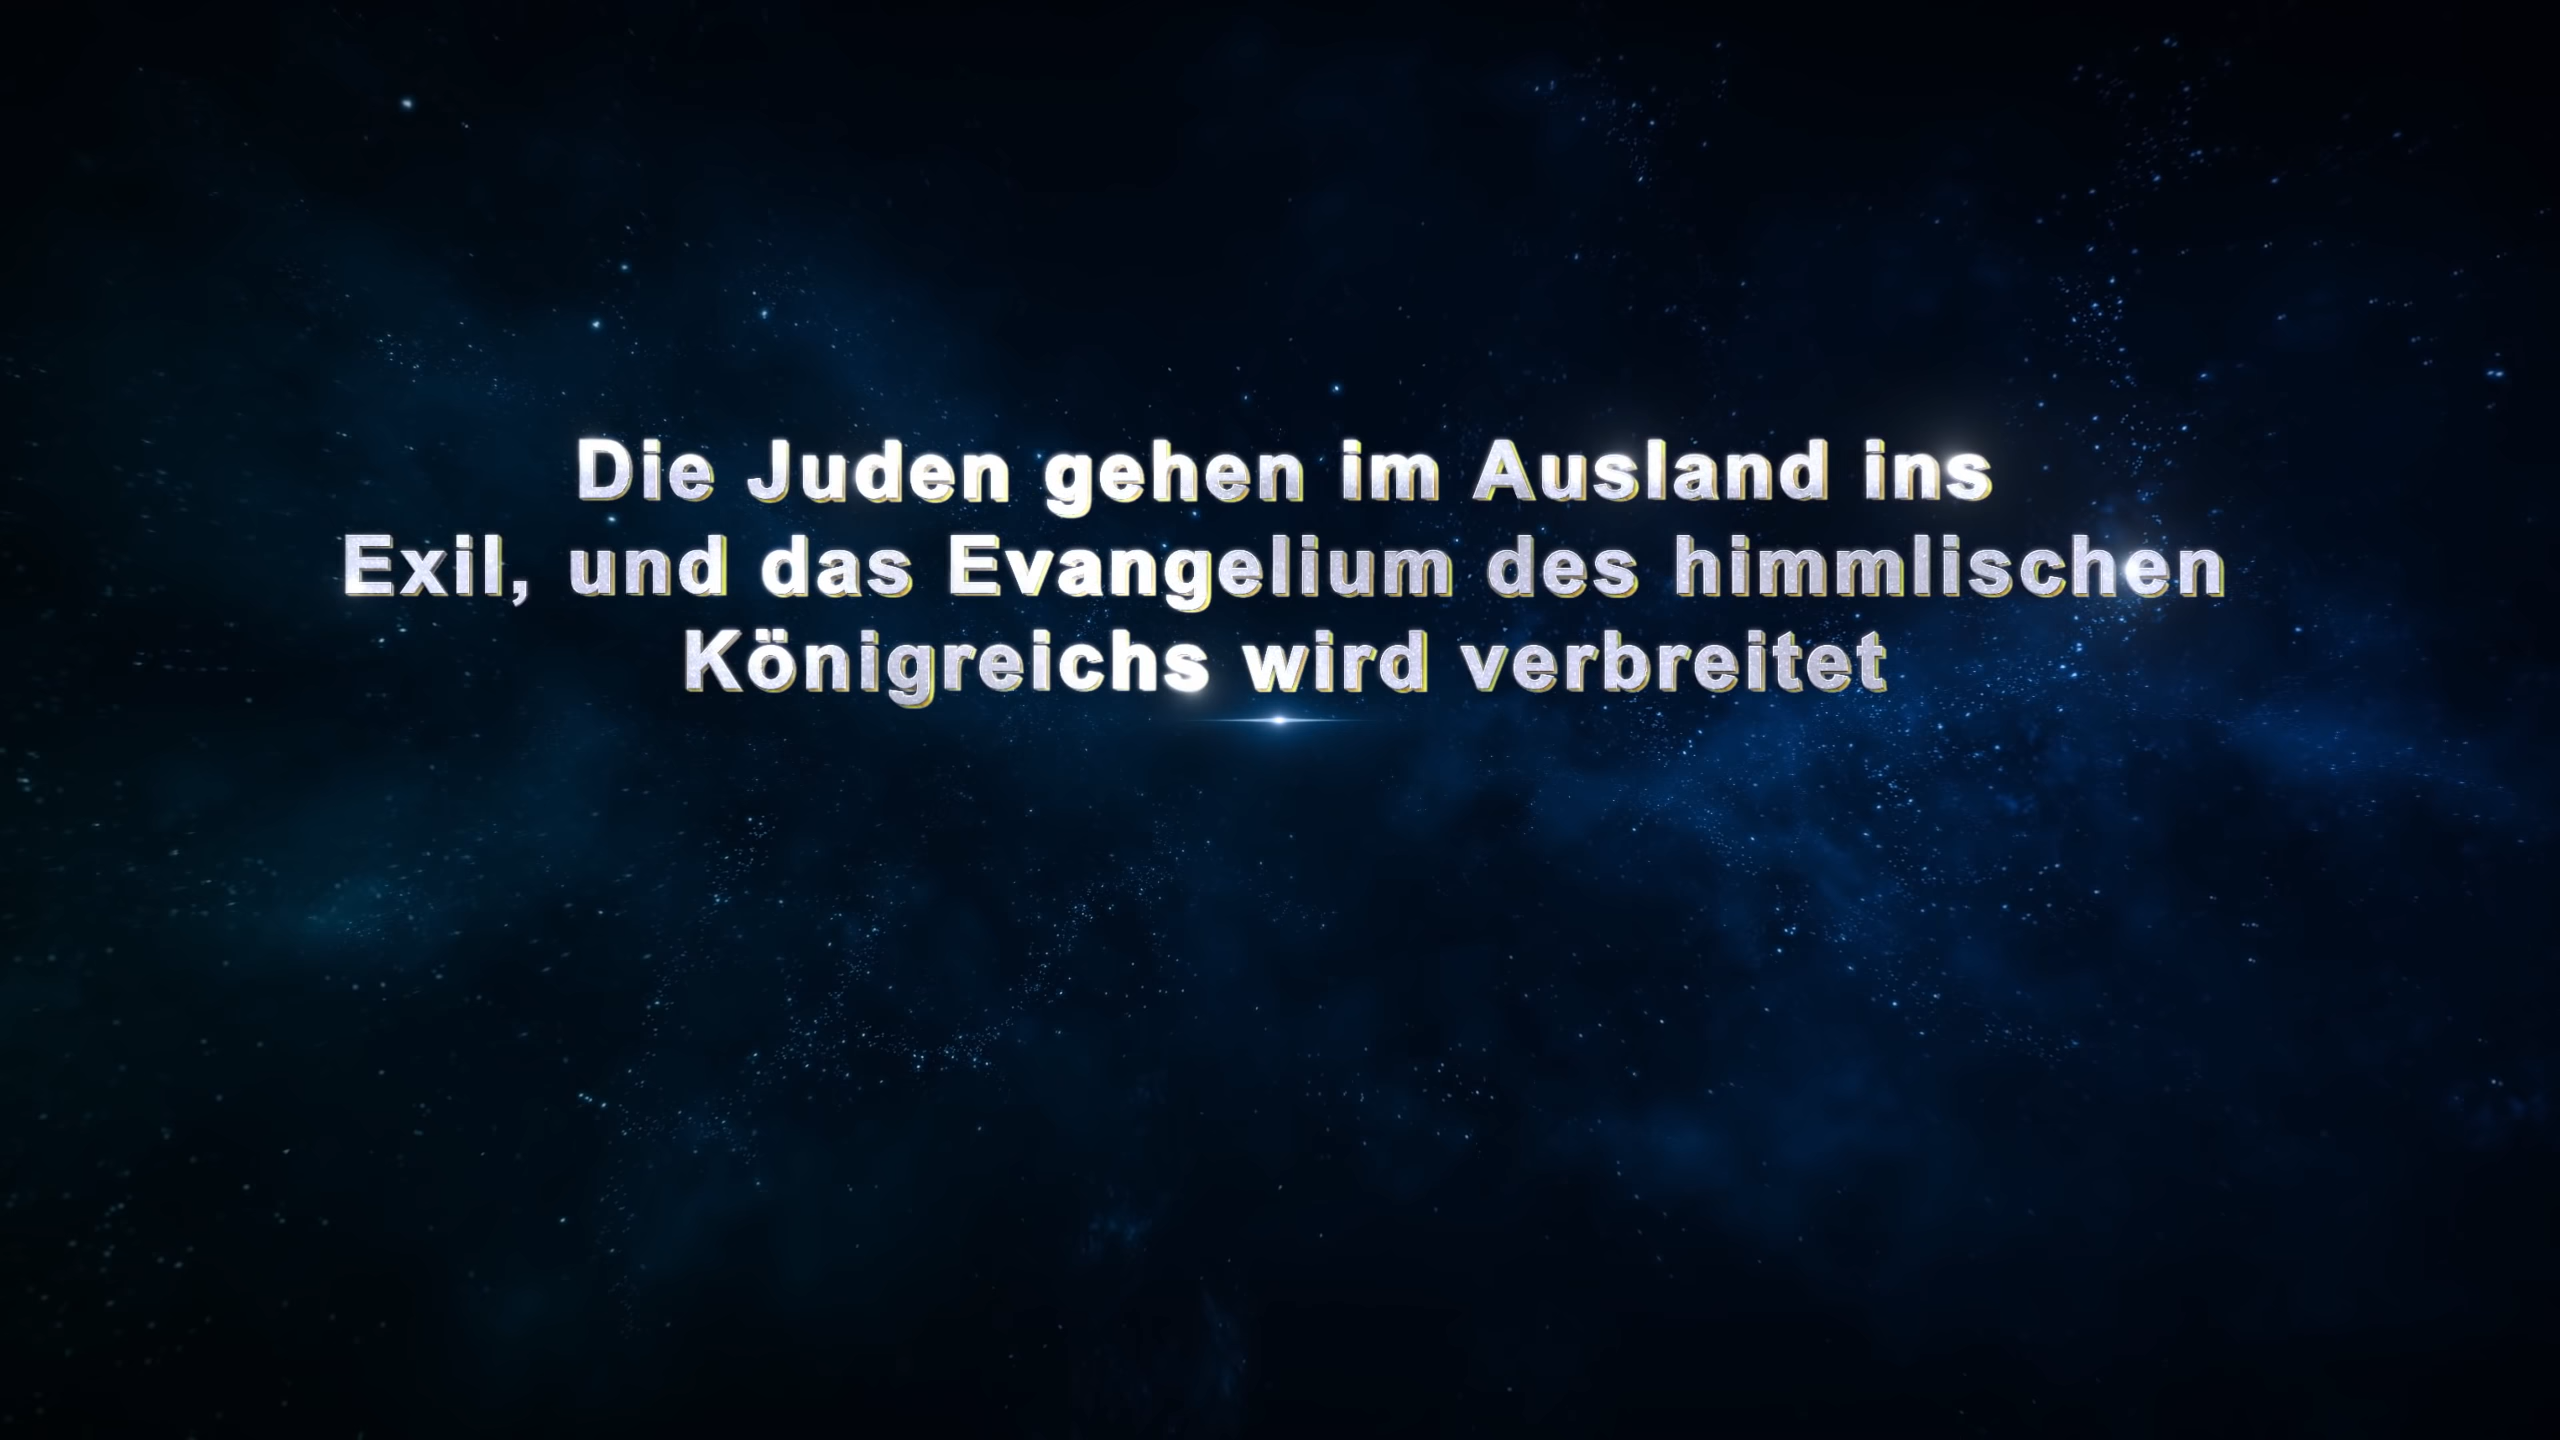 Die Juden gehen im Ausland ins
Exil, und das Evangelium des himmlischen
Königreichs wird verbreitet